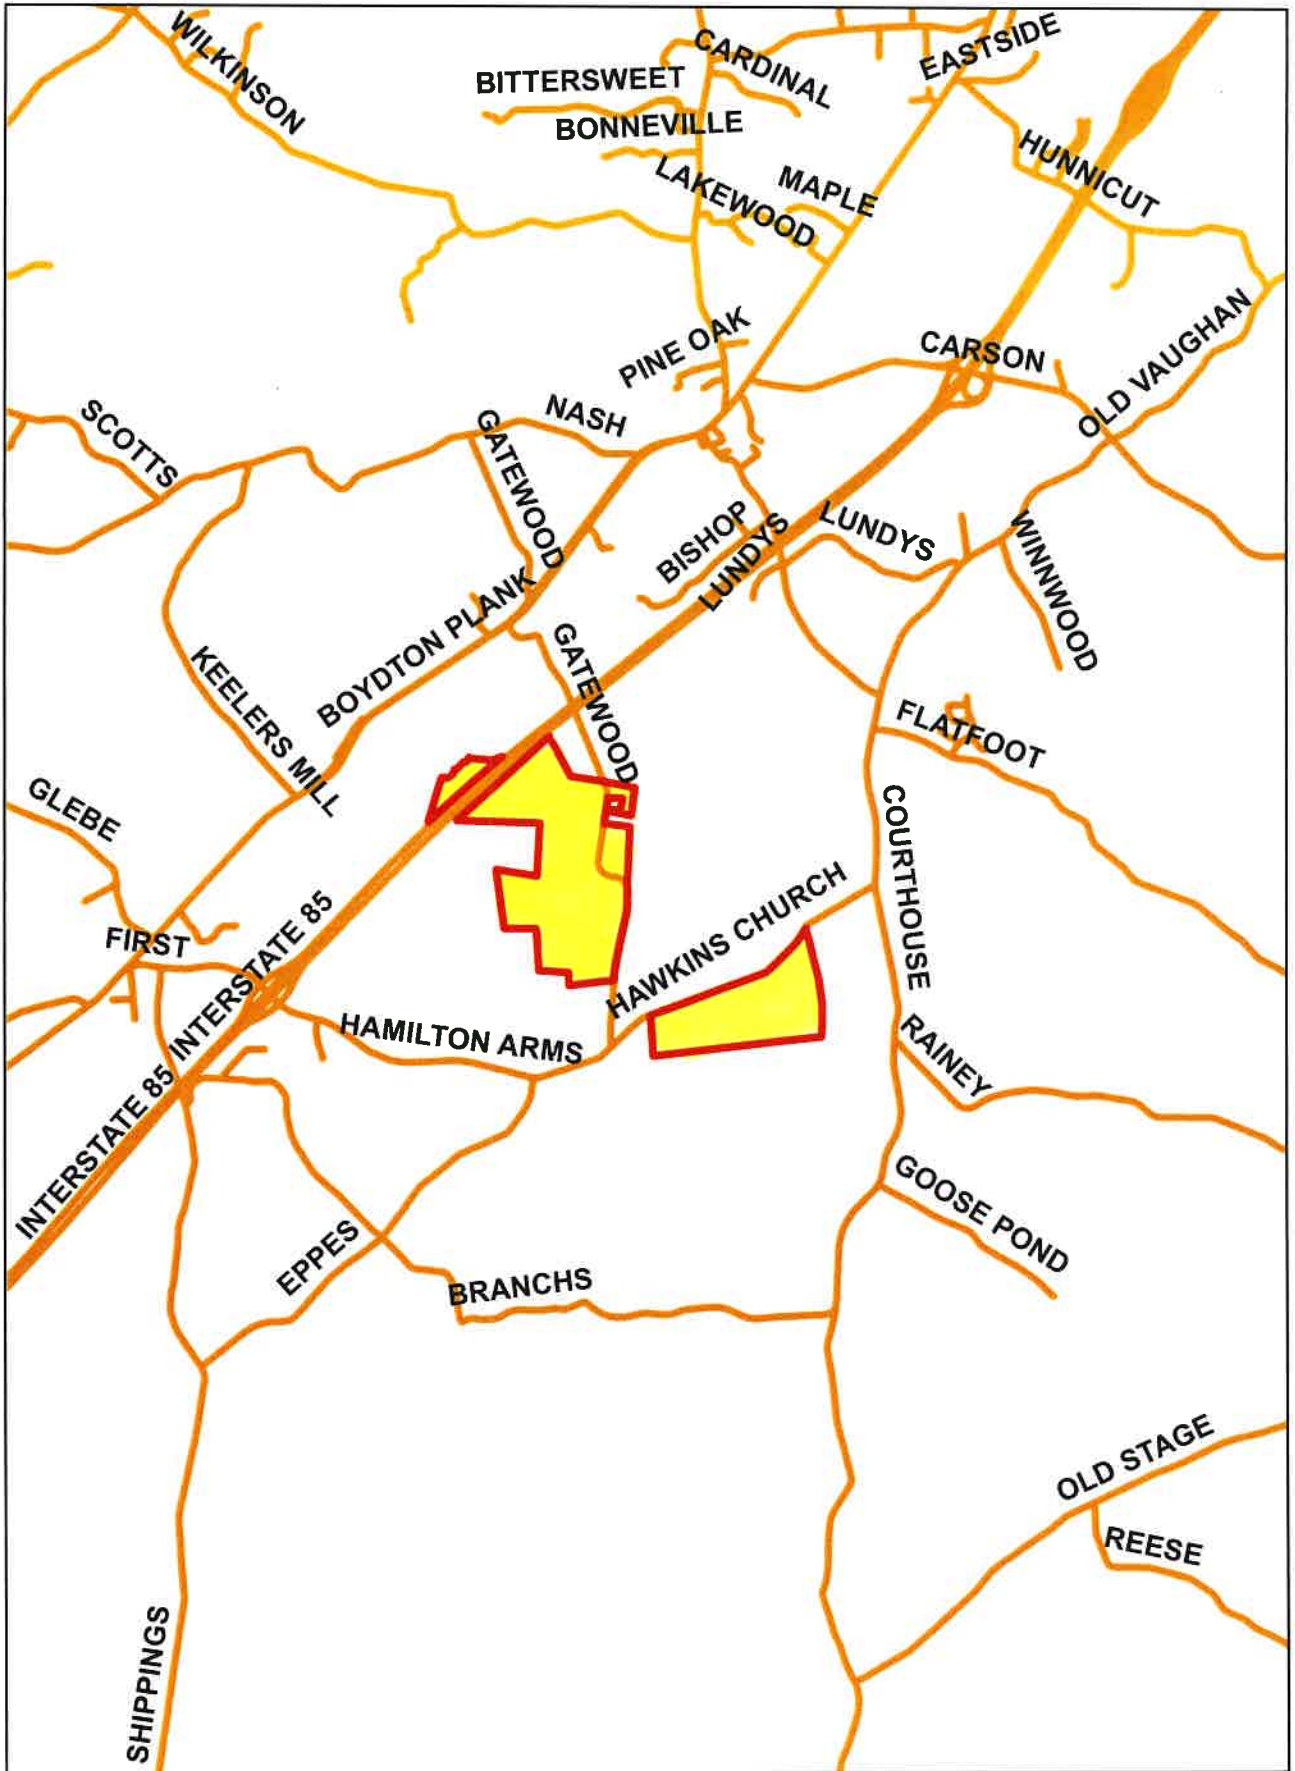 WILKINSON
CARDINAL
EASTSIDE
BITTERSWEET
BONNEVILLE
HUNNICUT
LAKEWOOD
MAPLE
PINE OAK
CARSON
OLD VAUGHAN
SCOTTS
GATEWOOD
NASH
BISHOP
LUNDYS
LUNDYS
WINNWOOD
BOYDTON PLANK
KEELERS MILL
GATEWOOD
FLATFOOT
GLEBE
COURTHOUSE
HAWKINS CHURCH
FIRST
INTERSTATE 85
INTERSTATE 85
HAMILTON ARMS
RAINEY
GOOSE POND
EPPES
BRANCHS
OLD STAGE
REESE
SHIPPINGS